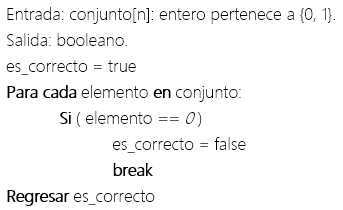 Entrada: conjunto[n]: entero pertenece a {0, 1}.
Salida: booleano.
es_correcto = true
Para cada elemento en conjunto:
Si ( elemento == 0 )
es_correcto = false
break
Regresar es_correcto